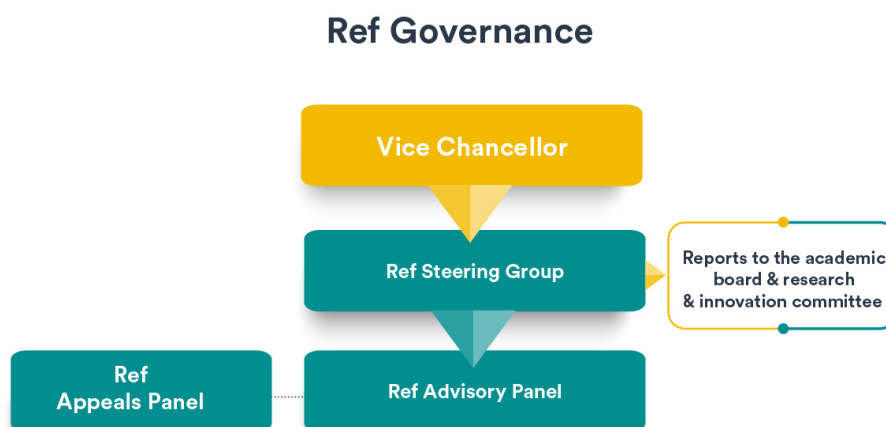 Ref Governance
Vice Chancellor
Ref Steering Group
Reports to the academic
board & research
& innovation committee
Ref
Appeals Panel
Ref Advisory Panel